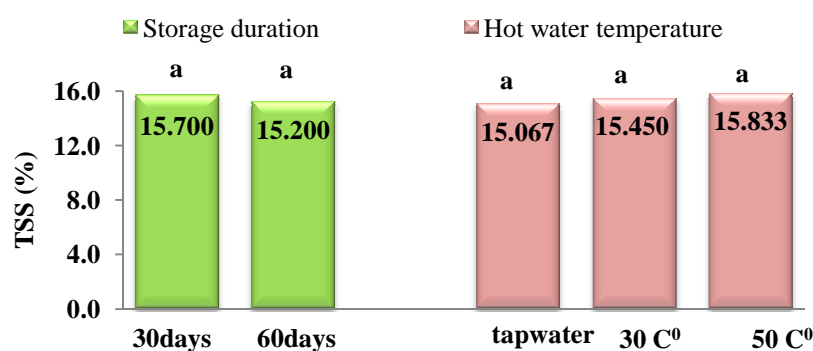 Storage duration
Hot water temperature
a a a a a
16.0
12.0
8.0
4.0
0.0
TSS (%)
15.700 15.200 15.067 15.450 15.833
30days 60days tapwater 30 C⁰ 50 C⁰